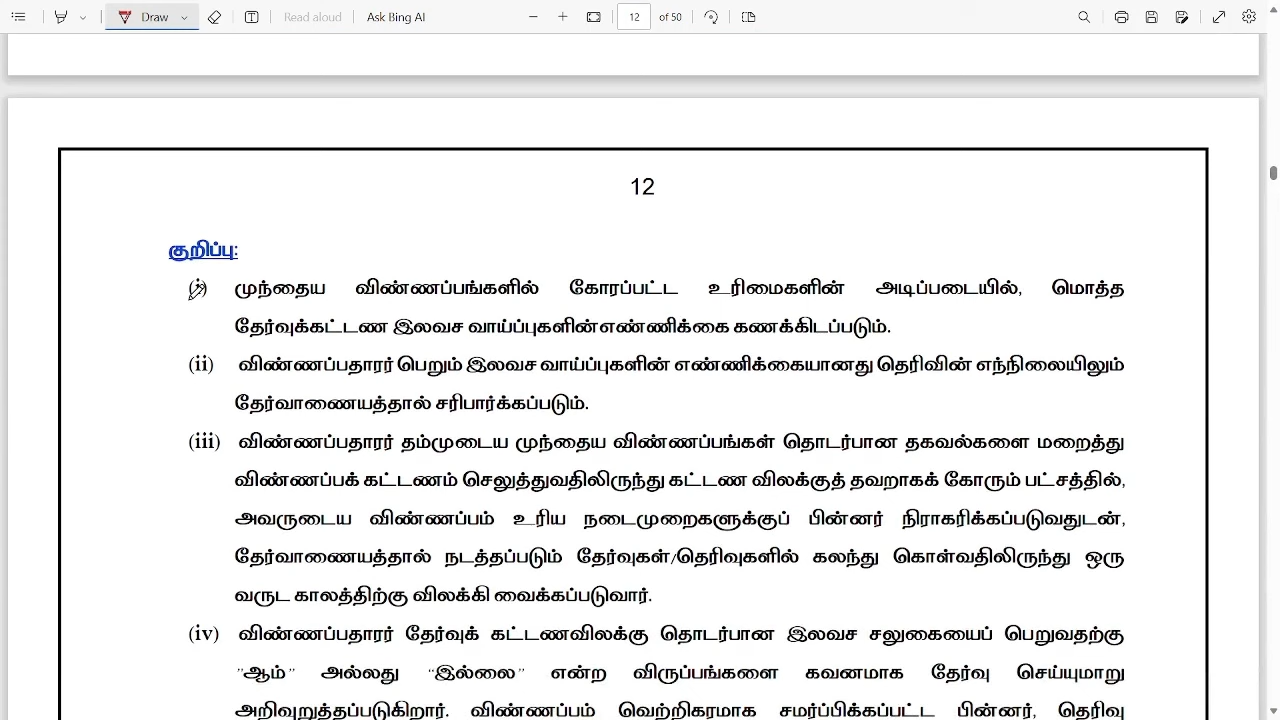 Draw
Read aloud
Ask Bing AI
12 of 50
12
குறிப்பு:
முந்தைய விண்ணப்பங்களில் கோரப்பட்ட உரிமைகளின் அடிப்படையில், மொத்த
தேர்வுக்கட்டண இலவச வாய்ப்புகளின்எண்ணிக்கை கணக்கிடப்படும்.
(ii) விண்ணப்பதாரர் பெறும் இலவச வாய்ப்புகளின் எண்ணிக்கையானது தெரிவின் எந்நிலையிலும்
தேர்வாணையத்தால் சரிபார்க்கப்படும்.
(iii) விண்ணப்பதாரர் தம்முடைய முந்தைய விண்ணப்பங்கள் தொடர்பான தகவல்களை மறைத்து
விண்ணப்பக் கட்டணம் செலுத்துவதிலிருந்து கட்டண விலக்குத் தவறாகக் கோரும் பட்சத்தில்,
அவருடைய விண்ணப்பம் உரிய நடைமுறைகளுக்குப் பின்னர் நிராகரிக்கப்படுவதுடன்,
தேர்வாணையத்தால் நடத்தப்படும் தேர்வுகள்/தெரிவுகளில் கலந்து கொள்வதிலிருந்து ஒரு
வருட காலத்திற்கு விலக்கி வைக்கப்படுவார்.
(iv) விண்ணப்பதாரர் தேர்வுக் கட்டணவிலக்கு தொடர்பான இலவச சலுகையைப் பெறுவதற்கு
”ஆம்” அல்லது “இல்லை” என்ற விருப்பங்களை கவனமாக தேர்வு செய்யுமாறு
அறிவுறுத்தப்படுகிறார். விண்ணப்பம் வெற்றிகரமாக சமர்ப்பிக்கப்பட்ட பின்னர், தெரிவு